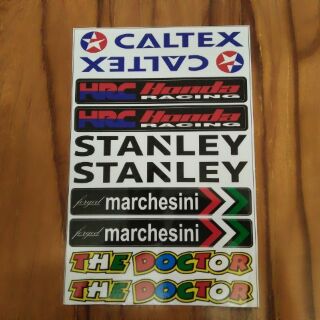 CALTEX
CALTEX
HRC Honda
RACING
HRC Honda
RACING
STANLEY
STANLEY
forged marchesini
forged marchesini
THE DOCTOR
THE DOCTOR